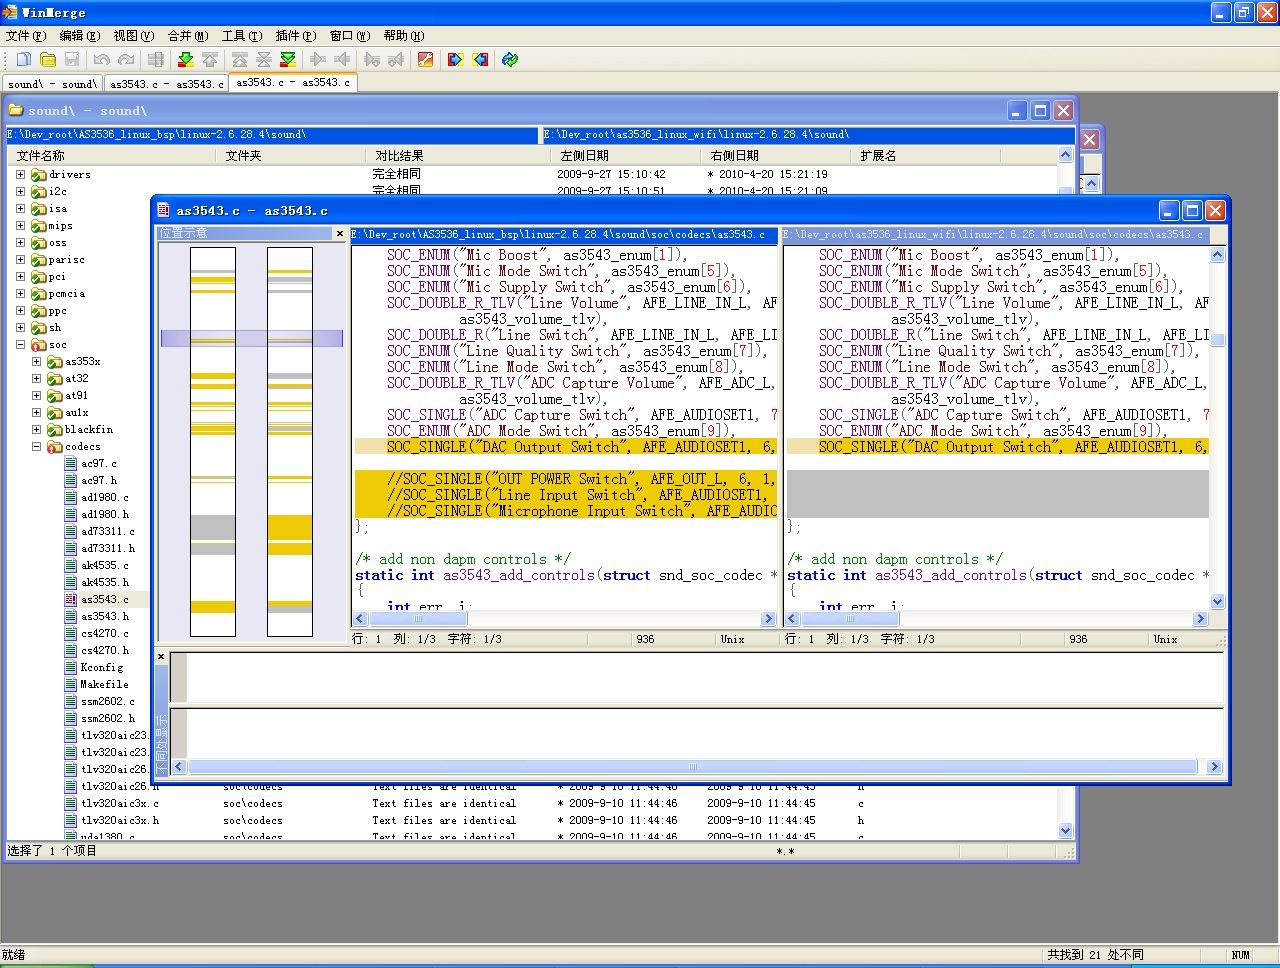 WinMerge
文件(F) 编辑(E) 视图(V) 合并(M) 工具(T) 插件(P) 窗口(W) 帮助(H)
sound\ - sound\ as3543.c - as3543.c as3543.c - as3543.c
sound\ - sound\
E:\Dev_root\AS3536_linux_bsp\linux-2.6.28.4\sound\ E:\Dev_root\as3536_linux_wifi\linux-2.6.28.4\sound\
文件名称 文件夹 对比结果 左侧日期 右侧日期 扩展名
drivers 完全相同 2009-9-27 15:10:42 * 2010-4-20 15:21:19
i2c 完全相同 2009-9-27 15:10:51 * 2010-4-20 15:21:09
isa
mips
oss
parisc
pci
pcmcia
ppc
sh
soc
as353x
at32
at91
au1x
blackfin
codecs
ac97.c
ac97.h
ad1980.c
ad1980.h
ad73311.c
ad73311.h
ak4535.c
ak4535.h
as3543.c
as3543.h
cs4270.c
cs4270.h
Kconfig
Makefile
ssm2602.c
ssm2602.h
tlv320aic23.
tlv320aic23.
tlv320aic26.
tlv320aic26.h soc\codecs Text files are identical * 2009-9-10 11:44:46 2009-9-10 11:44:45 h
tlv320aic3x.c soc\codecs Text files are identical * 2009-9-10 11:44:46 2009-9-10 11:44:45 c
tlv320aic3x.h soc\codecs Text files are identical * 2009-9-10 11:44:46 2009-9-10 11:44:45 h
uda1380.c soc\codecs Text files are identical * 2009-9-10 11:44:46 2009-9-10 11:44:45 c
选择了 1 个项目 *.*
as3543.c - as3543.c
位置示意
E:\Dev_root\AS3536_linux_bsp\linux-2.6.28.4\sound\soc\codecs\as3543.c
SOC_ENUM("Mic Boost", as3543_enum[1]),
SOC_ENUM("Mic Mode Switch", as3543_enum[5]),
SOC_ENUM("Mic Supply Switch", as3543_enum[6]),
SOC_DOUBLE_R_TLV("Line Volume", AFE_LINE_IN_L, AF
as3543_volume_tlv),
SOC_DOUBLE_R("Line Switch", AFE_LINE_IN_L, AFE_LI
SOC_ENUM("Line Quality Switch", as3543_enum[7]),
SOC_ENUM("Line Mode Switch", as3543_enum[8]),
SOC_DOUBLE_R_TLV("ADC Capture Volume", AFE_ADC_L,
as3543_volume_tlv),
SOC_SINGLE("ADC Capture Switch", AFE_AUDIOSET1, 7
SOC_ENUM("ADC Mode Switch", as3543_enum[9]),
SOC_SINGLE("DAC Output Switch", AFE_AUDIOSET1, 6,
//SOC_SINGLE("OUT POWER Switch", AFE_OUT_L, 6, 1,
//SOC_SINGLE("Line Input Switch", AFE_AUDIOSET1,
//SOC_SINGLE("Microphone Input Switch", AFE_AUDIO
};
/* add non dapm controls */
static int as3543_add_controls(struct snd_soc_codec *
{
int err, i;
行: 1 列: 1/3 字符: 1/3 936 Unix
E:\Dev_root\as3536_linux_wifi\linux-2.6.28.4\sound\soc\codecs\as3543.c
SOC_ENUM("Mic Boost", as3543_enum[1]),
SOC_ENUM("Mic Mode Switch", as3543_enum[5]),
SOC_ENUM("Mic Supply Switch", as3543_enum[6]),
SOC_DOUBLE_R_TLV("Line Volume", AFE_LINE_IN_L, AF
as3543_volume_tlv),
SOC_DOUBLE_R("Line Switch", AFE_LINE_IN_L, AFE_LI
SOC_ENUM("Line Quality Switch", as3543_enum[7]),
SOC_ENUM("Line Mode Switch", as3543_enum[8]),
SOC_DOUBLE_R_TLV("ADC Capture Volume", AFE_ADC_L,
as3543_volume_tlv),
SOC_SINGLE("ADC Capture Switch", AFE_AUDIOSET1, 7
SOC_ENUM("ADC Mode Switch", as3543_enum[9]),
SOC_SINGLE("DAC Output Switch", AFE_AUDIOSET1, 6,
};
/* add non dapm controls */
static int as3543_add_controls(struct snd_soc_codec *
{
int err, i;
行: 1 列: 1/3 字符: 1/3 936 Unix
不同处显示
就绪 共找到 21 处不同 NUM